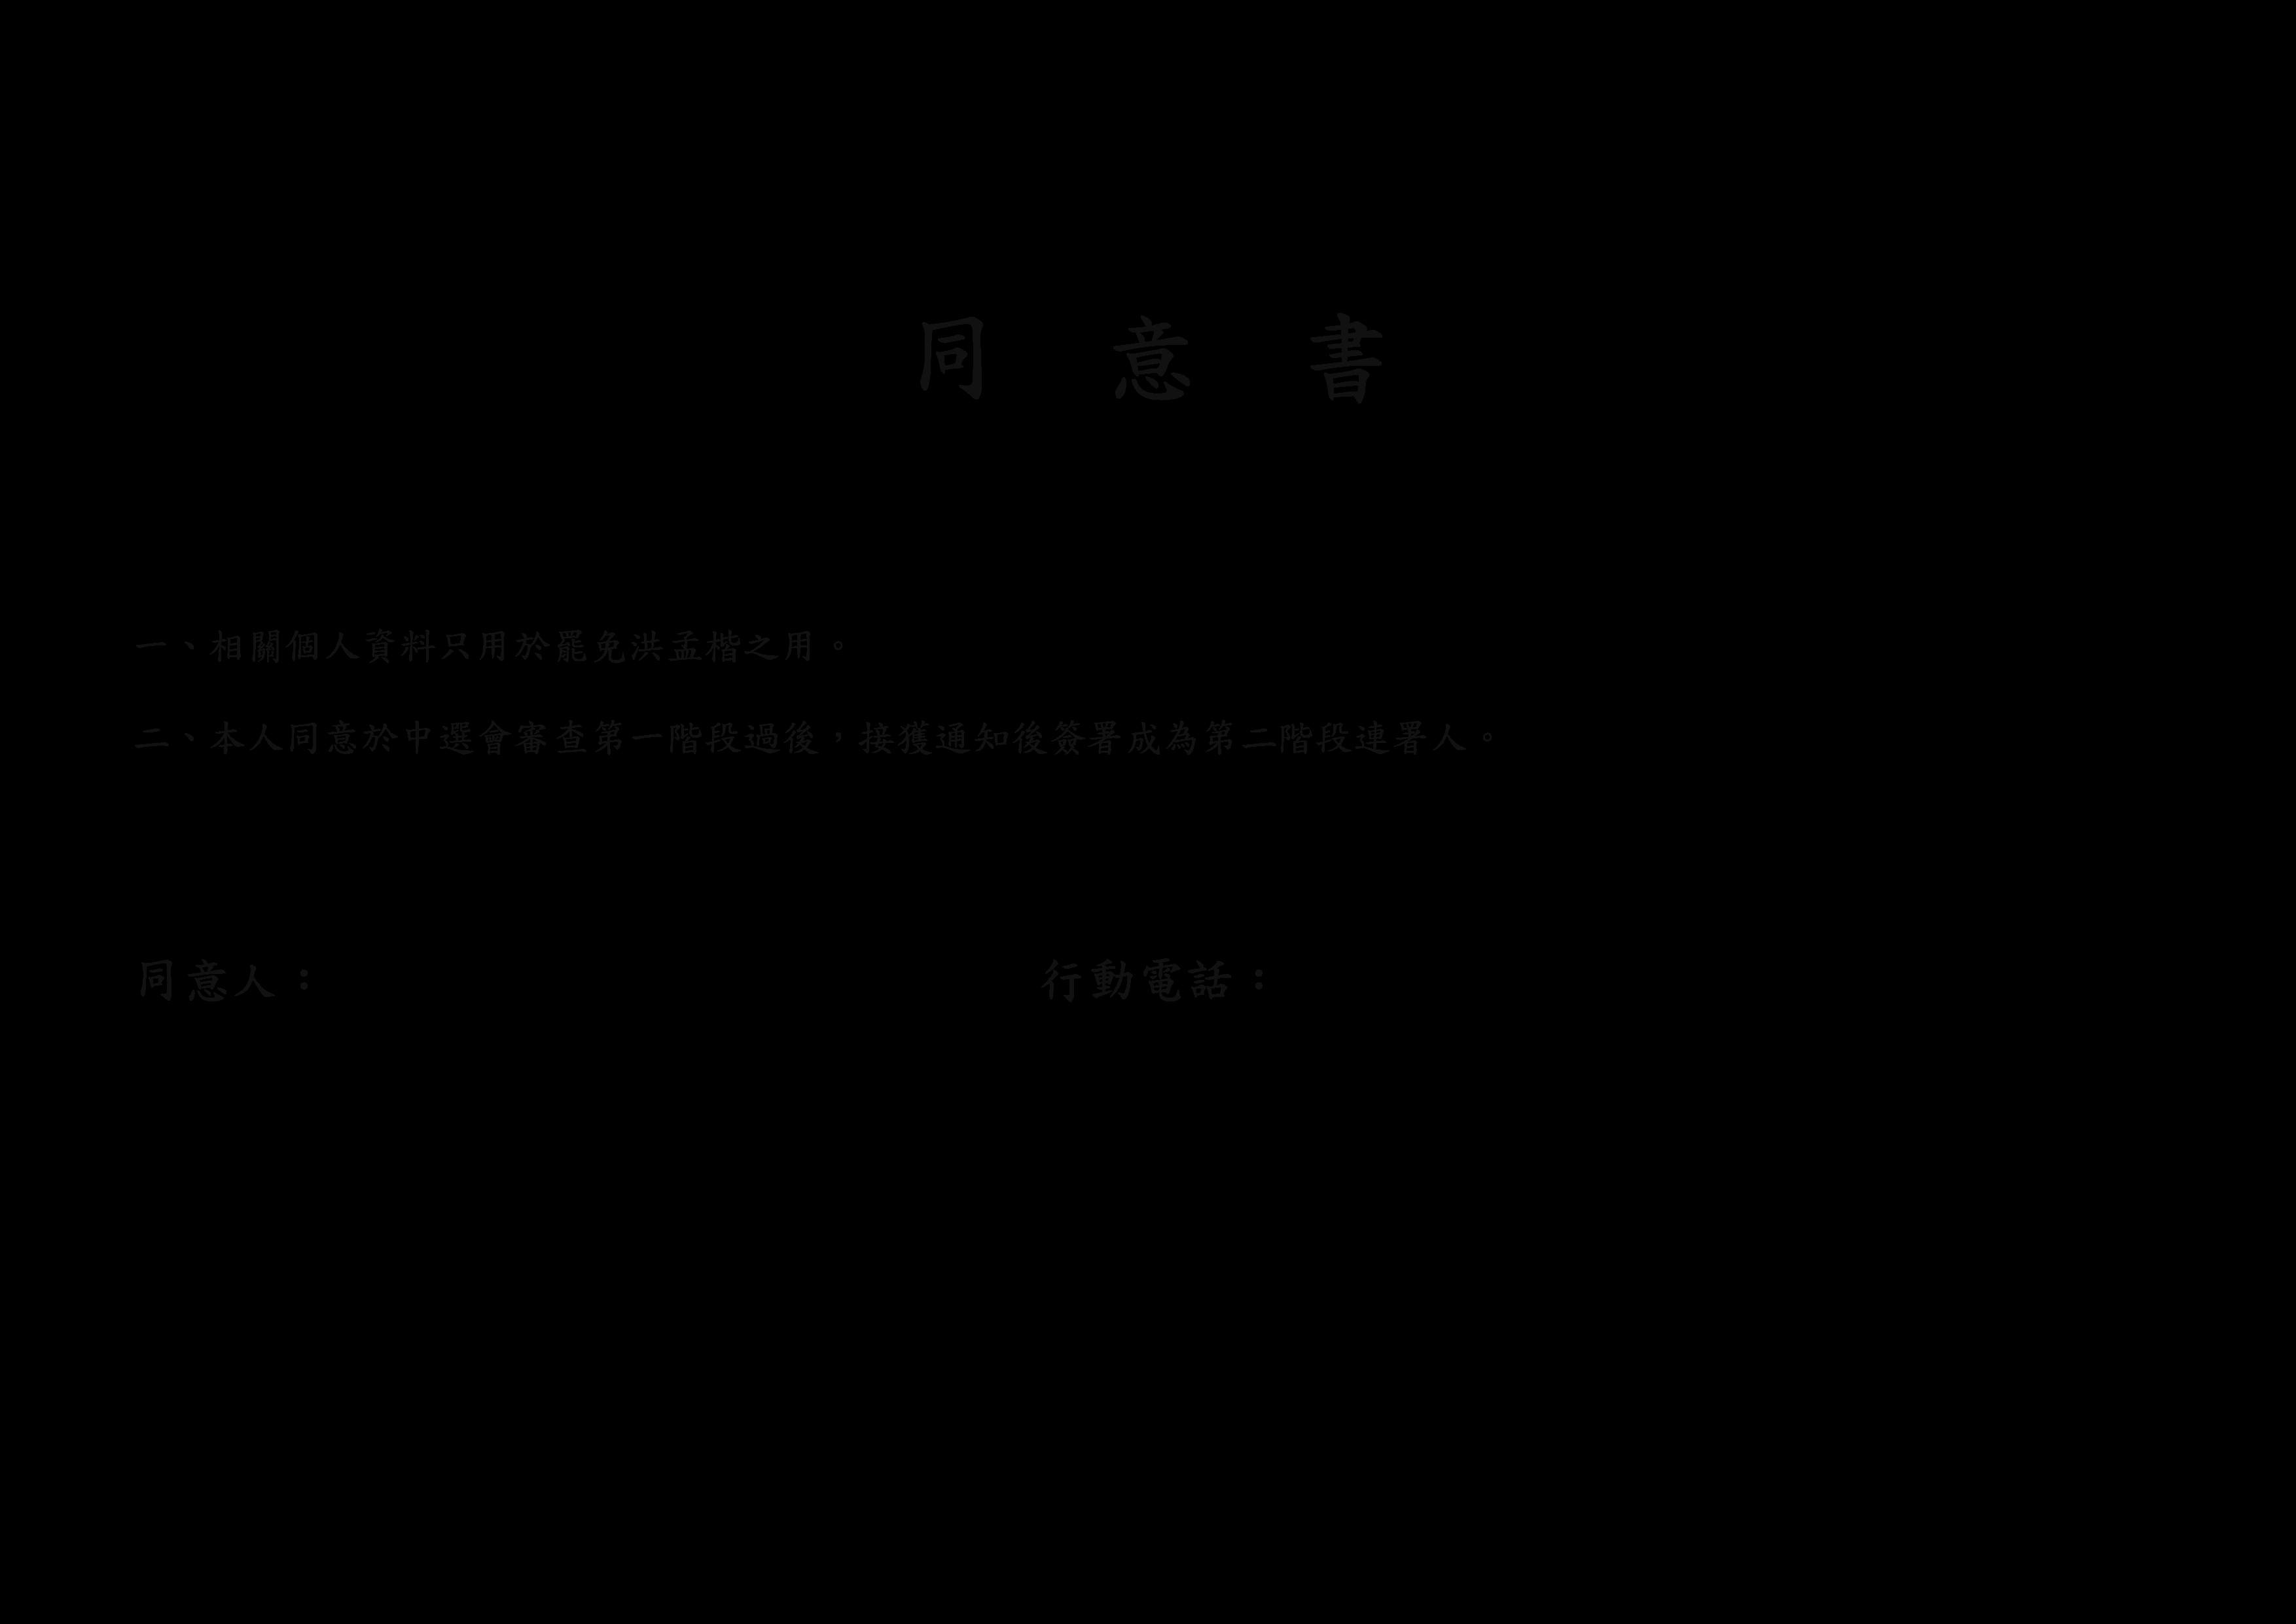 同 意 書
一、相關個人資料只用於罷免洪孟楷之用。
二、本人同意於中選會審查第一階段過後,接獲通知後簽署成為第二階段連署人。
同意人: 行動電話: